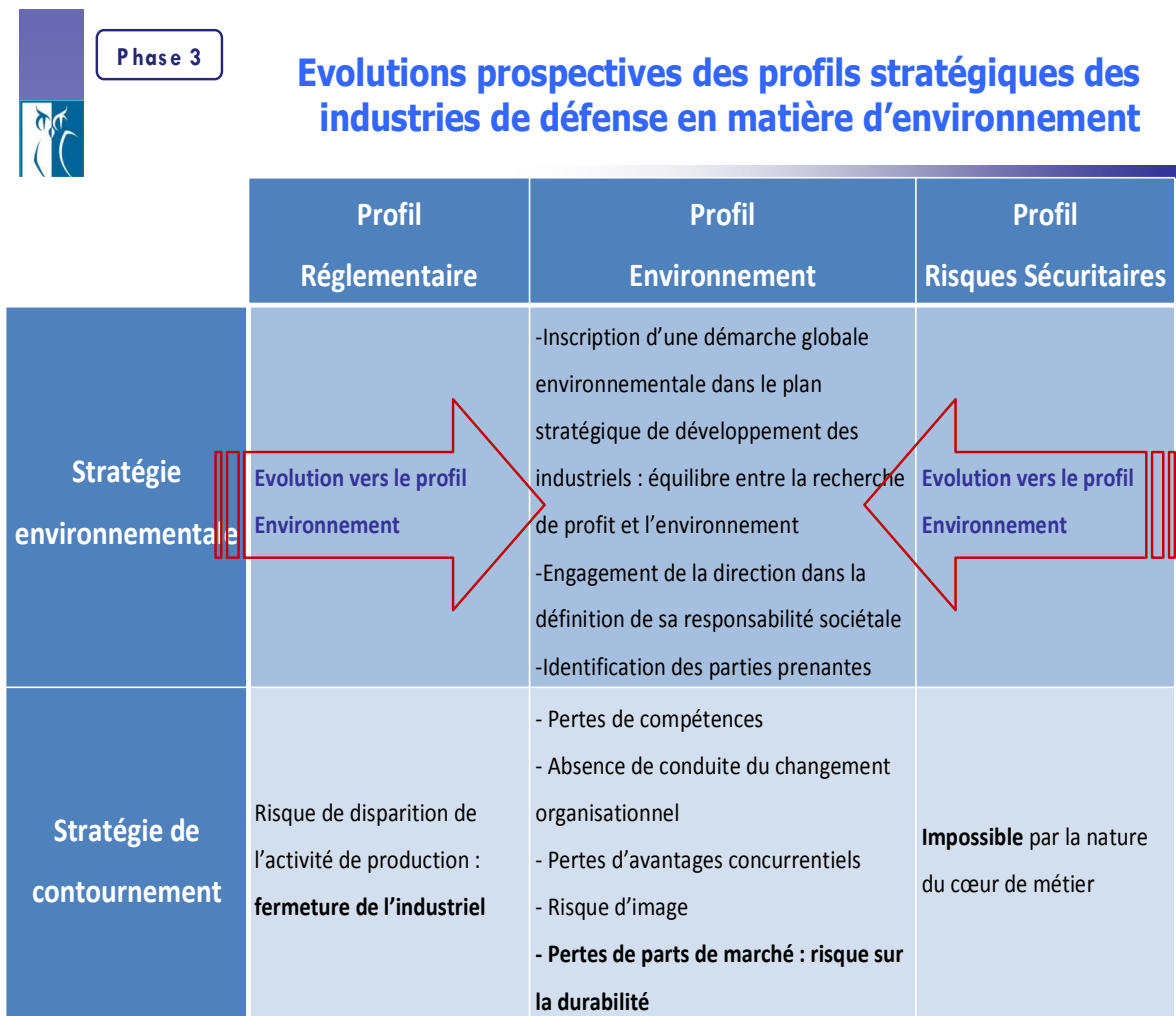 Phase 3
Evolutions prospectives des profils stratégiques des
industries de défense en matière d'environnement
Profil
Réglementaire
Profil
Environnement
Profil
Risques Sécuritaires
Stratégie
environnementale
Evolution vers le profil
Environnement
-Inscription d'une démarche globale
environnementale dans le plan
stratégique de développement des
industriels : équilibre entre la recherche
de profit et l'environnement
-Engagement de la direction dans la
définition de sa responsabilité sociétale
-Identification des parties prenantes
Evolution vers le profil
Environnement
Stratégie de
contournement
Risque de disparition de
l'activité de production :
fermeture de l'industriel
- Pertes de compétences
- Absence de conduite du changement
organisationnel
- Pertes d'avantages concurrentiels
- Risque d'image
- Pertes de parts de marché : risque sur
la durabilité
Impossible par la nature
du cœur de métier